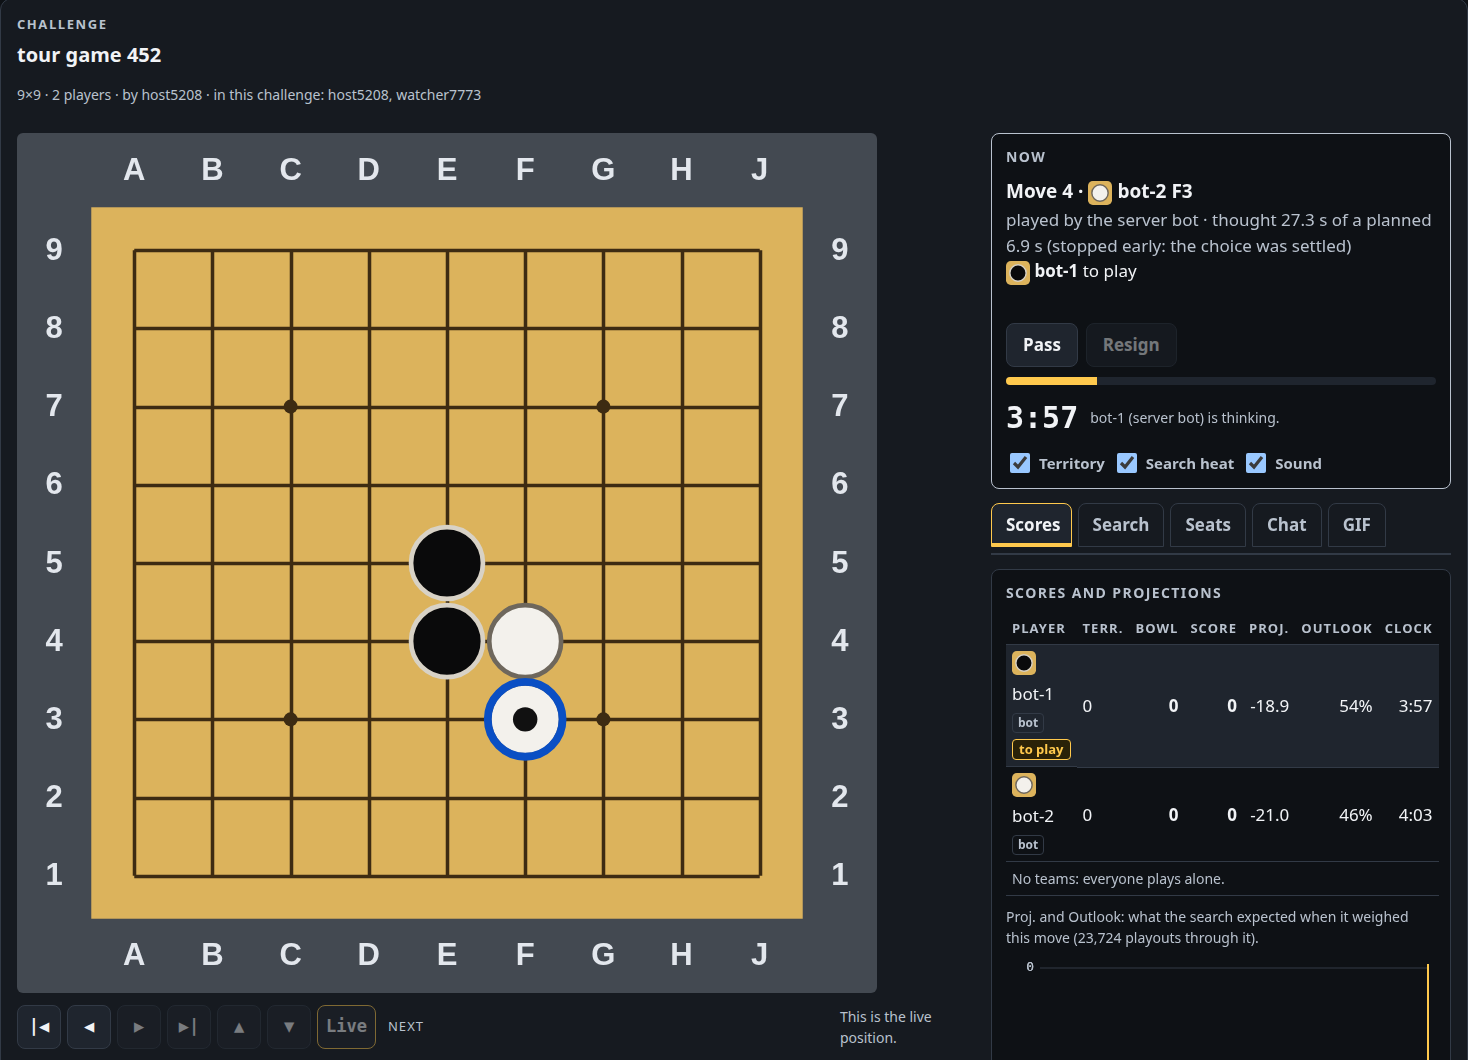 CHALLENGE
tour game 452
9×9 · 2 players · by host5208 · in this challenge: host5208, watcher7773
A B C D E F G H J
9 9
8 8
7 7
6 6
5 5
4 4
3 3
2 2
1 1
A B C D E F G H J
|◀ ◀ ▶ ▶| ▲ ▼ Live NEXT
This is the live
position.
NOW
Move 4 · bot-2 F3
played by the server bot · thought 27.3 s of a planned
6.9 s (stopped early: the choice was settled)
bot-1 to play
Pass Resign
3:57 bot-1 (server bot) is thinking.
Territory Search heat Sound
Scores Search Seats Chat GIF
SCORES AND PROJECTIONS
PLAYER TERR. BOWL SCORE PROJ. OUTLOOK CLOCK
bot-1 0 0 0 -18.9 54% 3:57
bot
to play
bot-2 0 0 0 -21.0 46% 4:03
bot
No teams: everyone plays alone.
Proj. and Outlook: what the search expected when it weighed
this move (23,724 playouts through it).
0